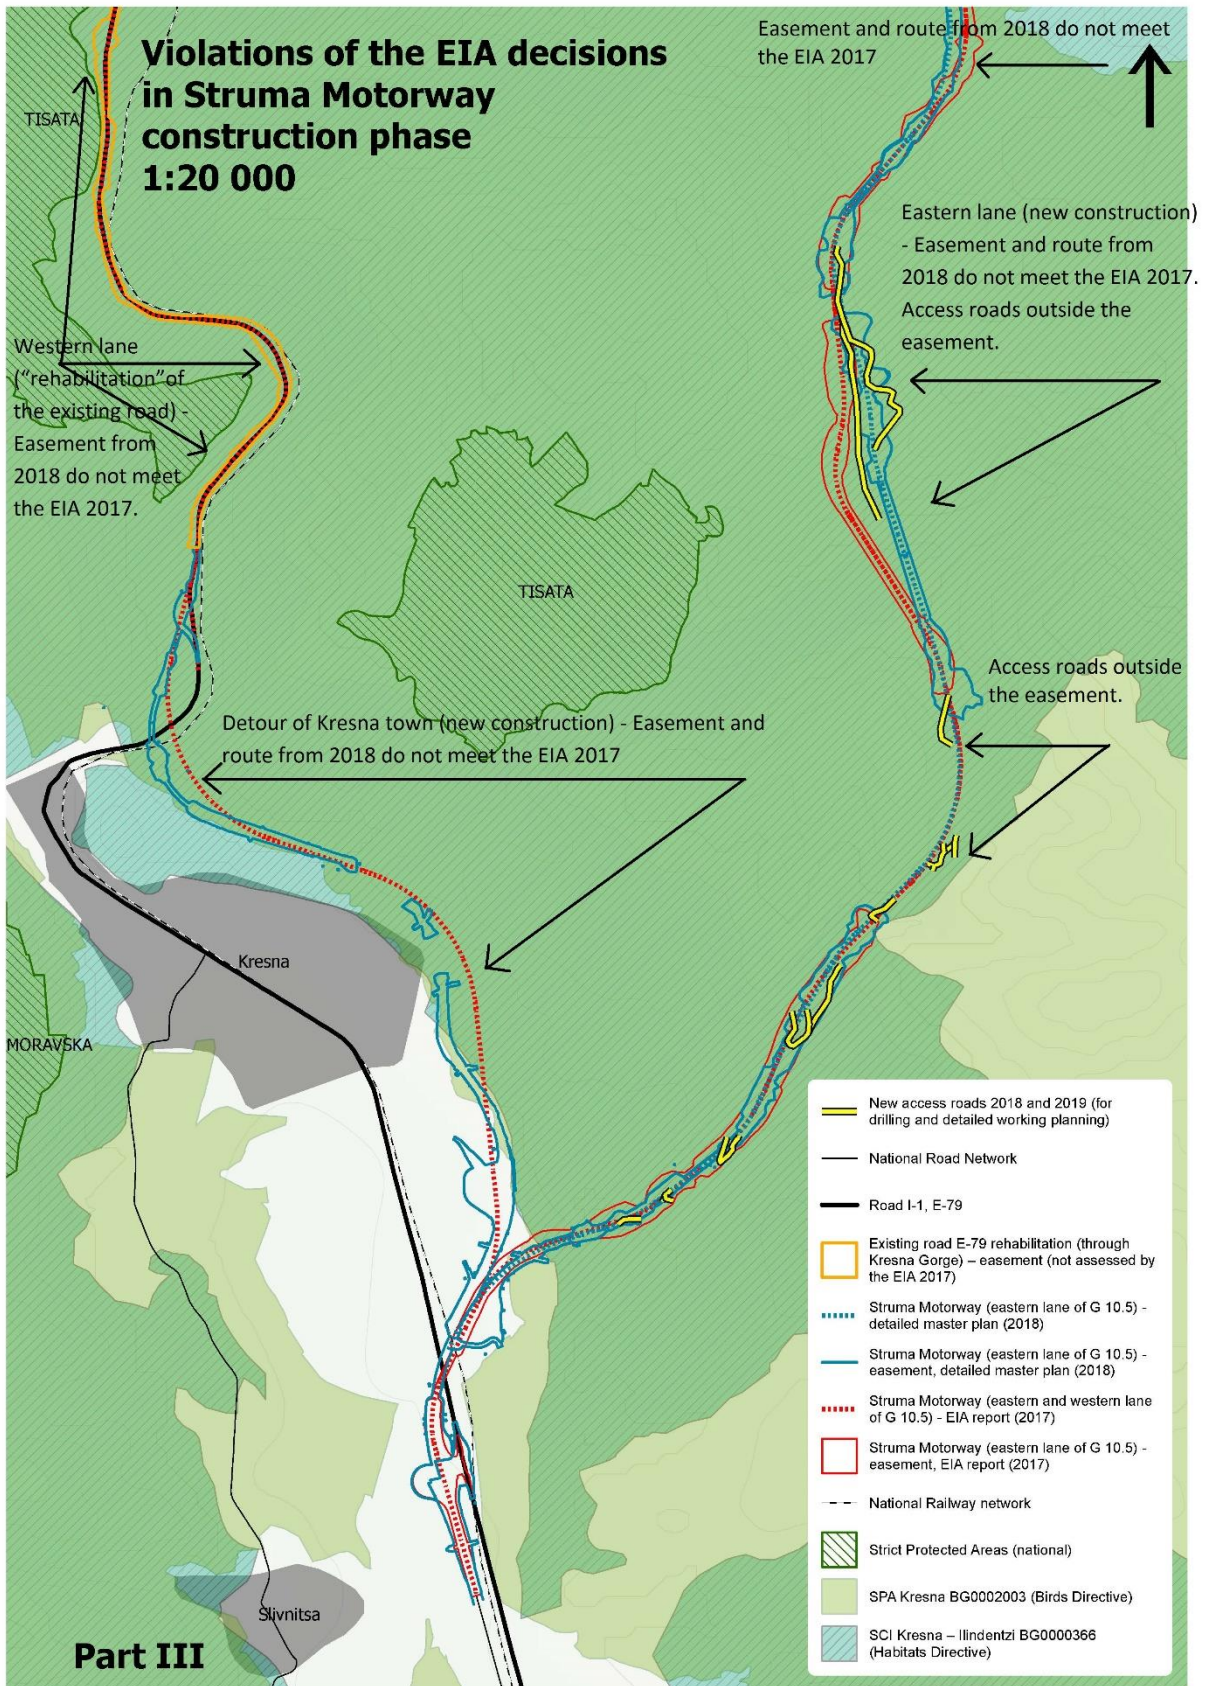 Violations of the EIA decisions
in Struma Motorway
construction phase
1:20 000
Easement and route from 2018 do not meet
the EIA 2017
TISATA
Eastern lane (new construction)
- Easement and route from
2018 do not meet the EIA 2017.
Access roads outside the
easement.
Western lane
(“rehabilitation”of
the existing road) -
Easement from
2018 do not meet
the EIA 2017.
TISATA
Access roads outside
the easement.
Detour of Kresna town (new construction) - Easement and
route from 2018 do not meet the EIA 2017
Kresna
MORAVSKA
New access roads 2018 and 2019 (for
drilling and detailed working planning)
National Road Network
Road I-1, E-79
Existing road E-79 rehabilitation (through
Kresna Gorge) – easement (not assessed by
the EIA 2017)
Struma Motorway (eastern lane of G 10.5) -
detailed master plan (2018)
Struma Motorway (eastern lane of G 10.5) -
easement, detailed master plan (2018)
Struma Motorway (eastern and western lane
of G 10.5) - EIA report (2017)
Struma Motorway (eastern lane of G 10.5) -
easement, EIA report (2017)
National Railway network
Strict Protected Areas (national)
SPA Kresna BG0002003 (Birds Directive)
SCI Kresna – Ilindentzi BG0000366
(Habitats Directive)
Slivnitsa
Part III